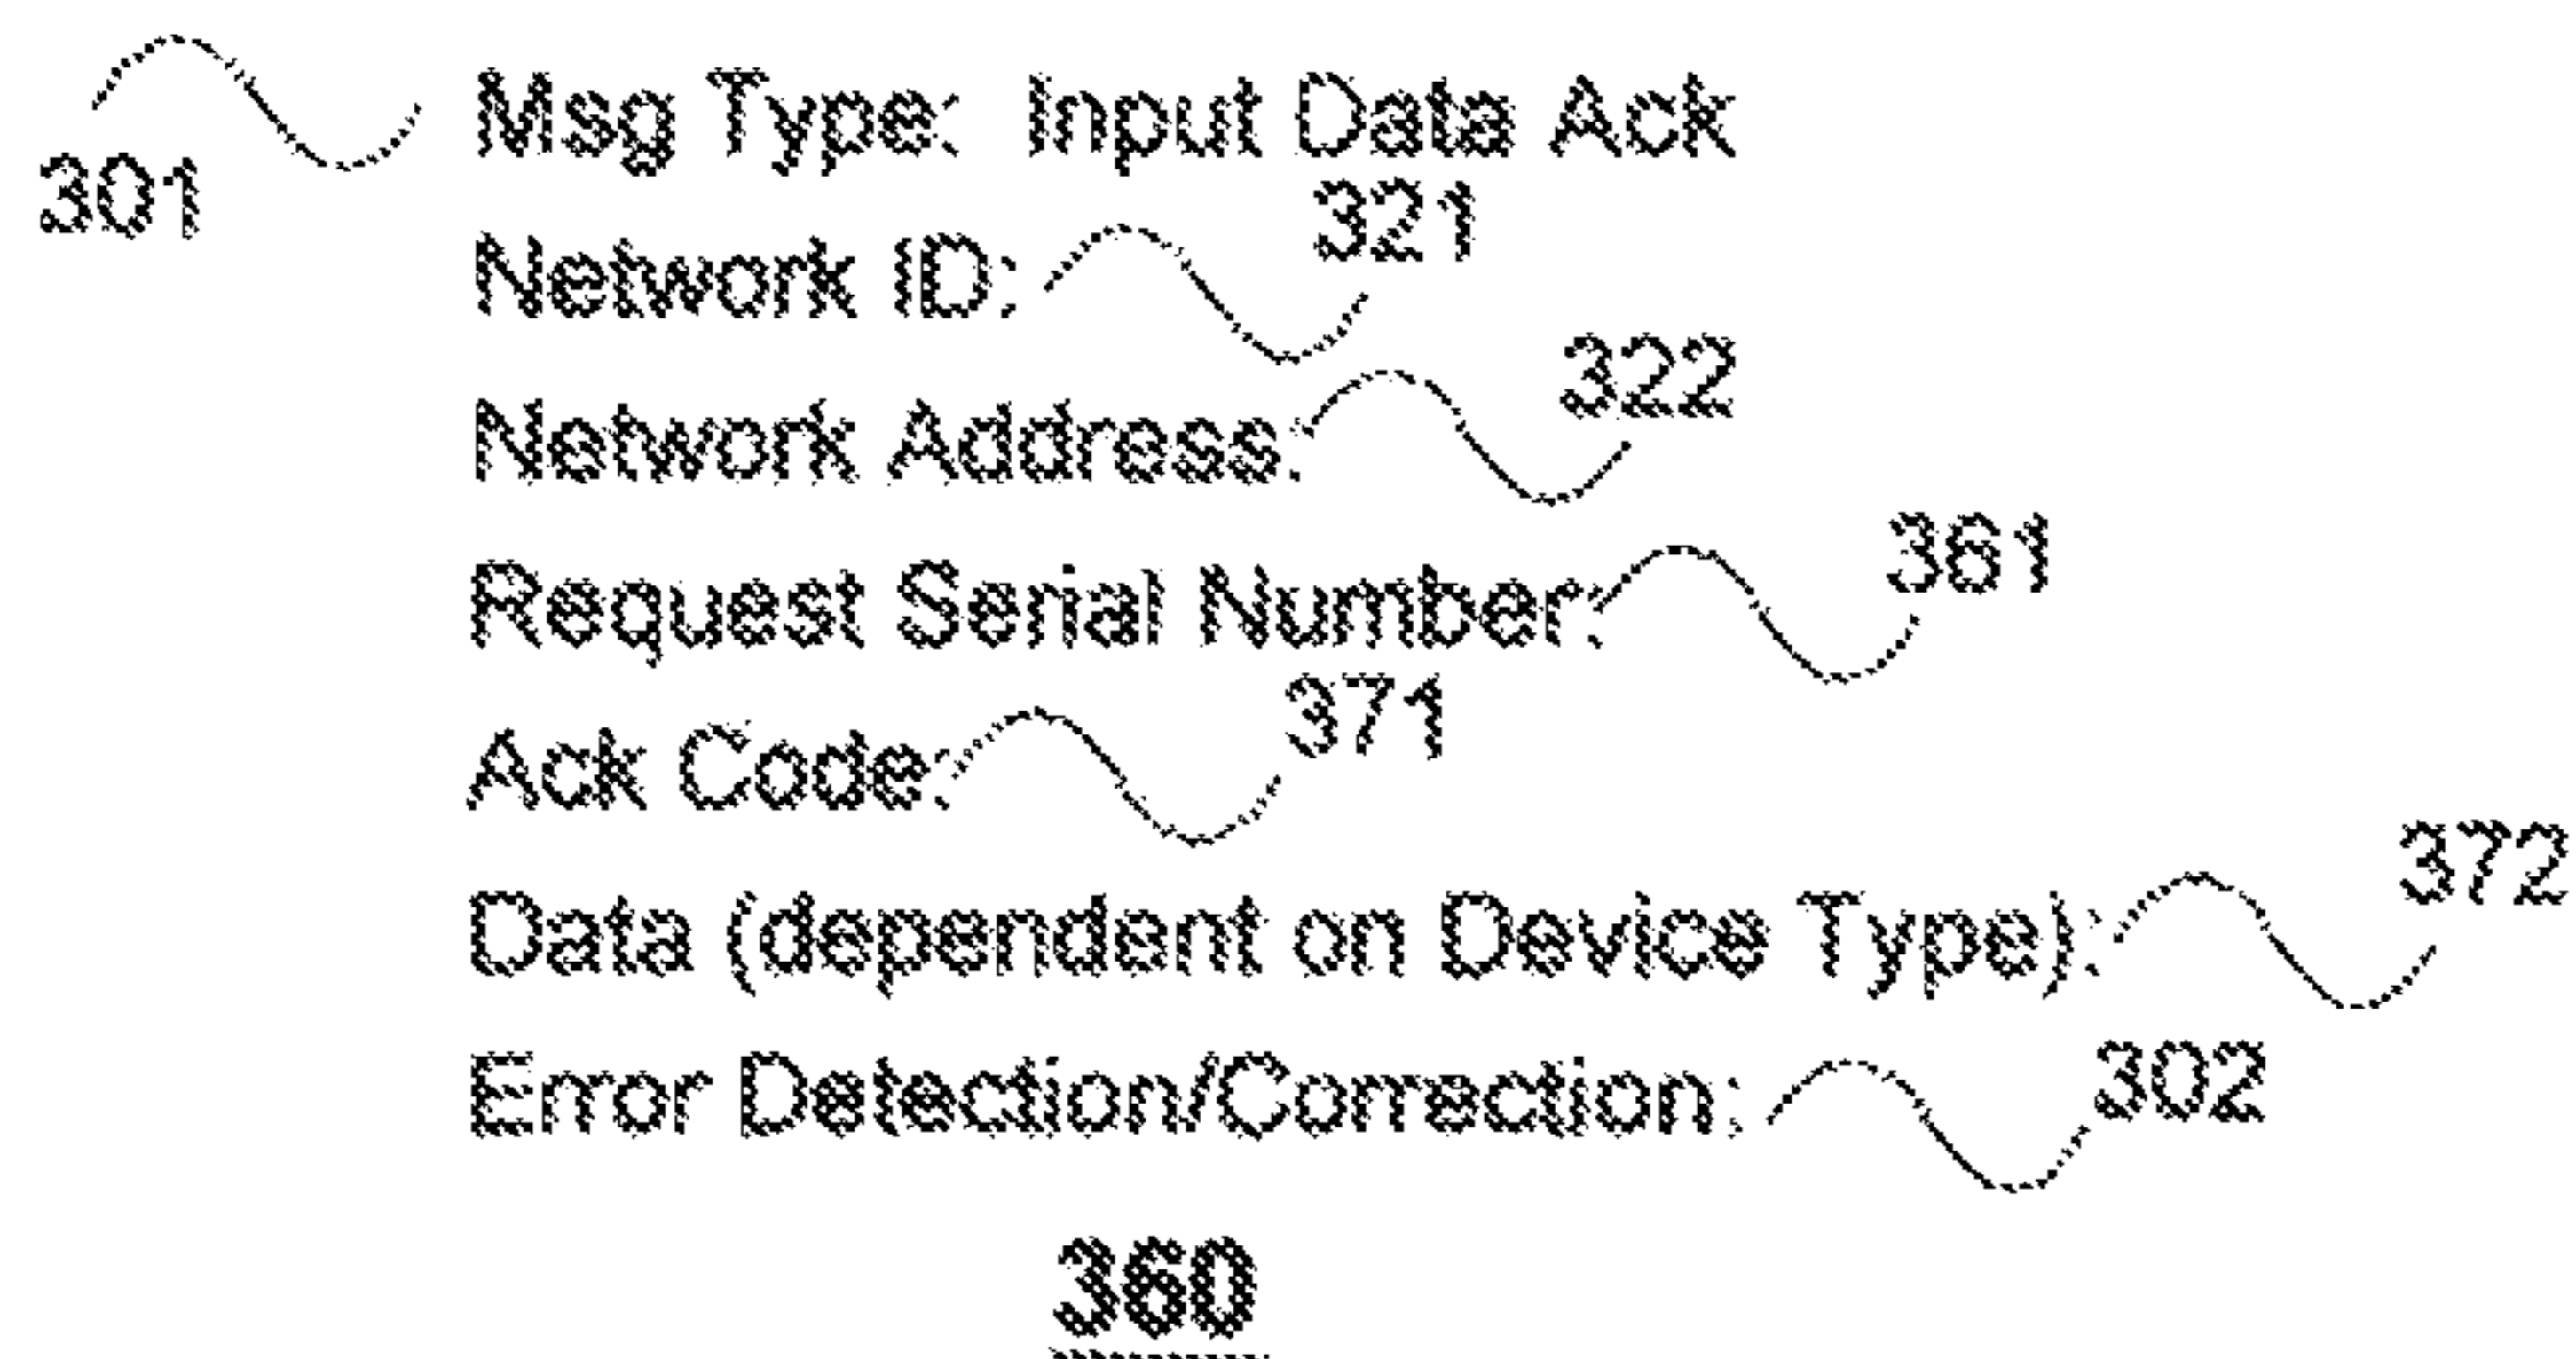 301 Msg Type: Input Data Ack
Network ID: 321
Network Address: 322
Request Serial Number: 361
Ack Code: 371
Data (dependent on Device Type): 372
Error Detection/Correction: 302
360